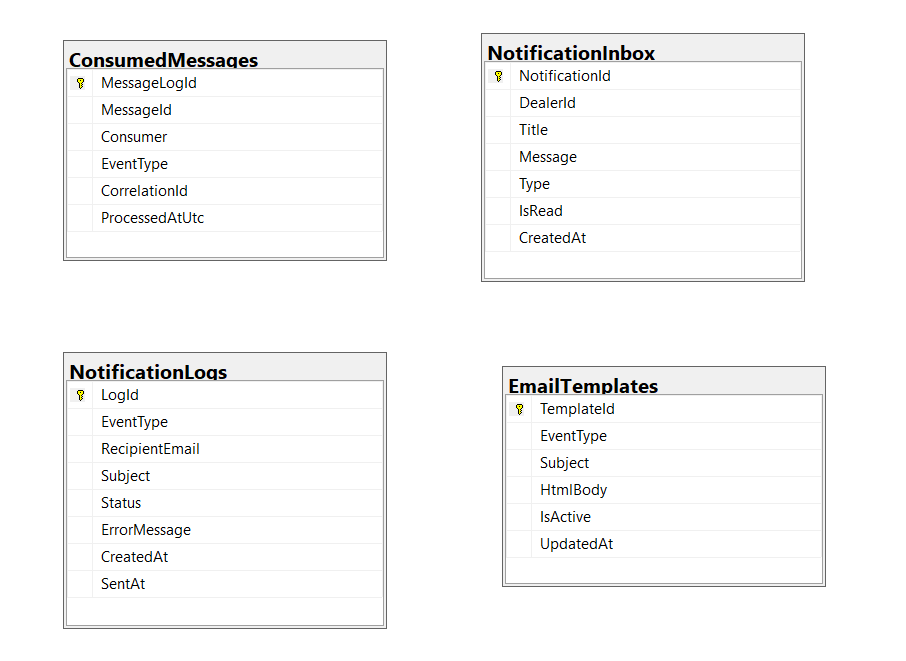 ConsumedMessages
MessageLogId
MessageId
Consumer
EventType
CorrelationId
ProcessedAtUtc
NotificationInbox
NotificationId
DealerId
Title
Message
Type
IsRead
CreatedAt
NotificationLogs
LogId
EventType
RecipientEmail
Subject
Status
ErrorMessage
CreatedAt
SentAt
EmailTemplates
TemplateId
EventType
Subject
HtmlBody
IsActive
UpdatedAt